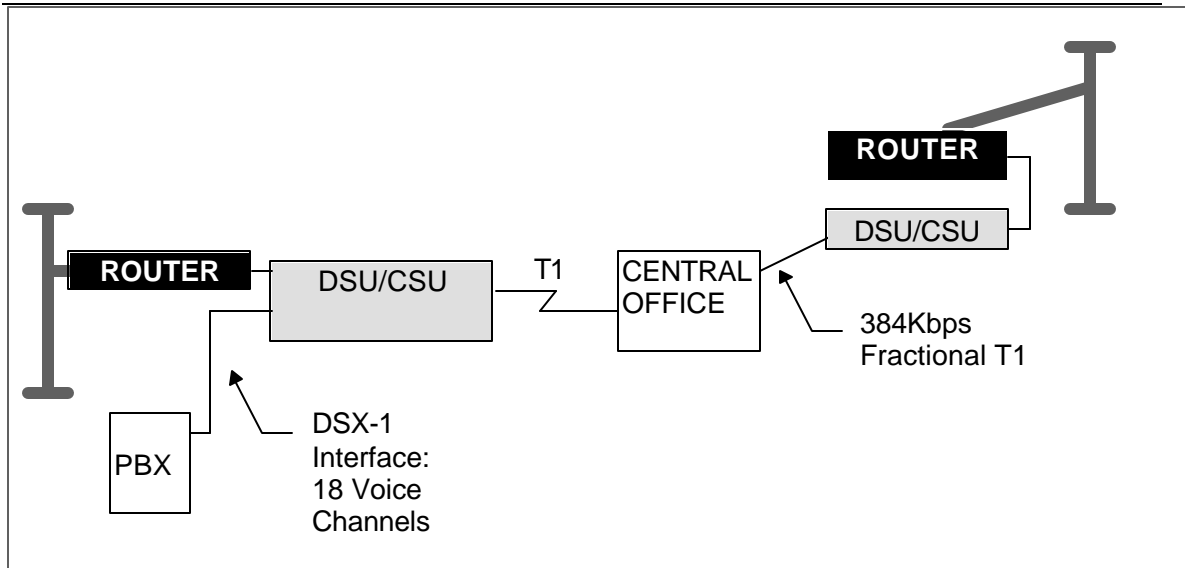 ROUTER
DSU/CSU
ROUTER
DSU/CSU
T1
CENTRAL
OFFICE
384Kbps
Fractional T1
PBX
DSX-1
Interface:
18 Voice
Channels